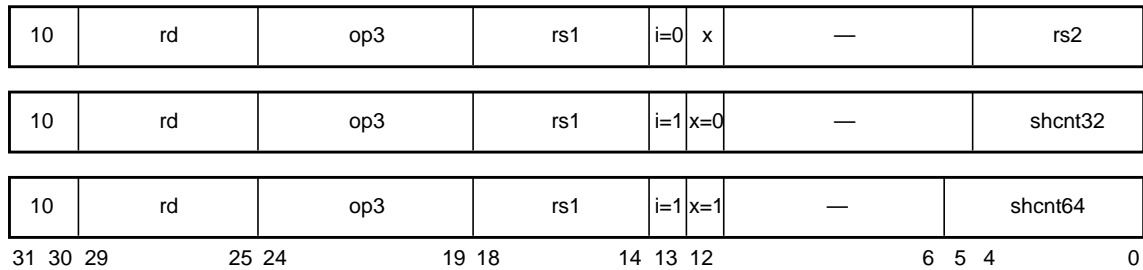 10 rd op3 rs1 i=0 x — rs2
10 rd op3 rs1 i=1 x=0 — shcnt32
10 rd op3 rs1 i=1 x=1 — shcnt64
31 30 29 25 24 19 18 14 13 12 6 5 4 0